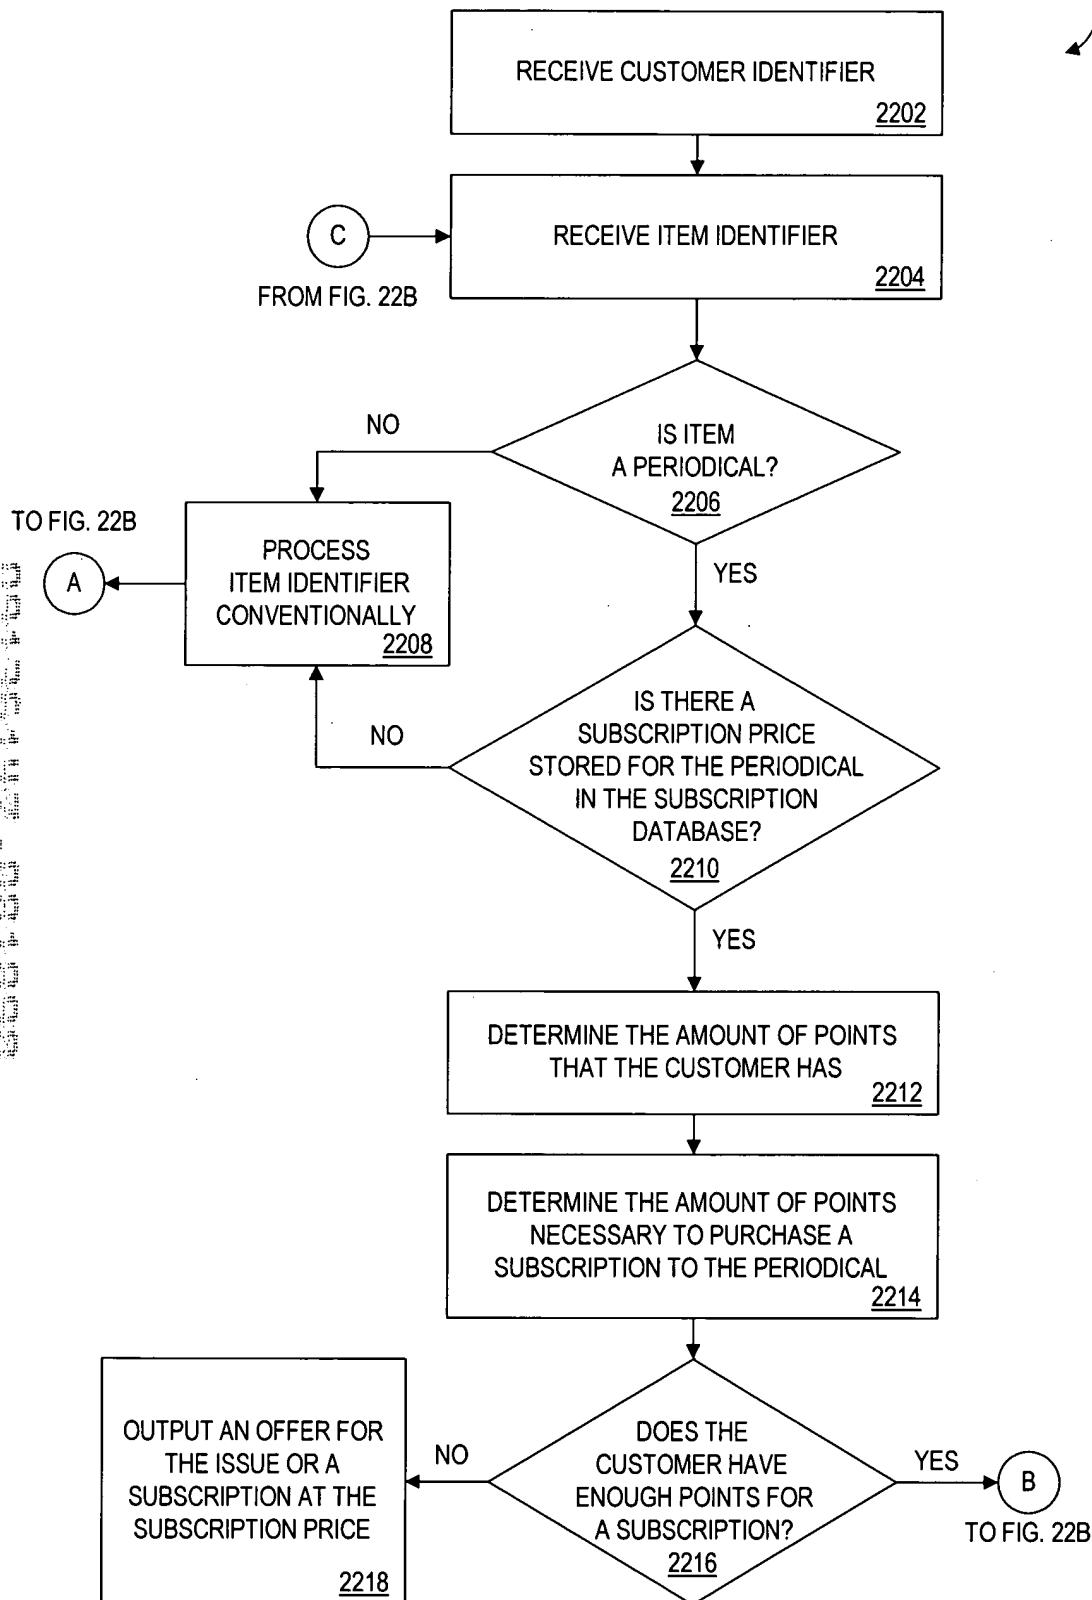 RECEIVE CUSTOMER IDENTIFIER
2202
C
RECEIVE ITEM IDENTIFIER
2204
FROM FIG. 22B
NO
IS ITEM
A PERIODICAL?
2206
TO FIG. 22B
A
PROCESS
ITEM IDENTIFIER
CONVENTIONALLY
2208
YES
NO
IS THERE A
SUBSCRIPTION PRICE
STORED FOR THE PERIODICAL
IN THE SUBSCRIPTION
DATABASE?
2210
YES
DETERMINE THE AMOUNT OF POINTS
THAT THE CUSTOMER HAS
2212
DETERMINE THE AMOUNT OF POINTS
NECESSARY TO PURCHASE A
SUBSCRIPTION TO THE PERIODICAL
2214
OUTPUT AN OFFER FOR
THE ISSUE OR A
SUBSCRIPTION AT THE
SUBSCRIPTION PRICE
2218
NO
DOES THE
CUSTOMER HAVE
ENOUGH POINTS FOR
A SUBSCRIPTION?
2216
YES
B
TO FIG. 22B